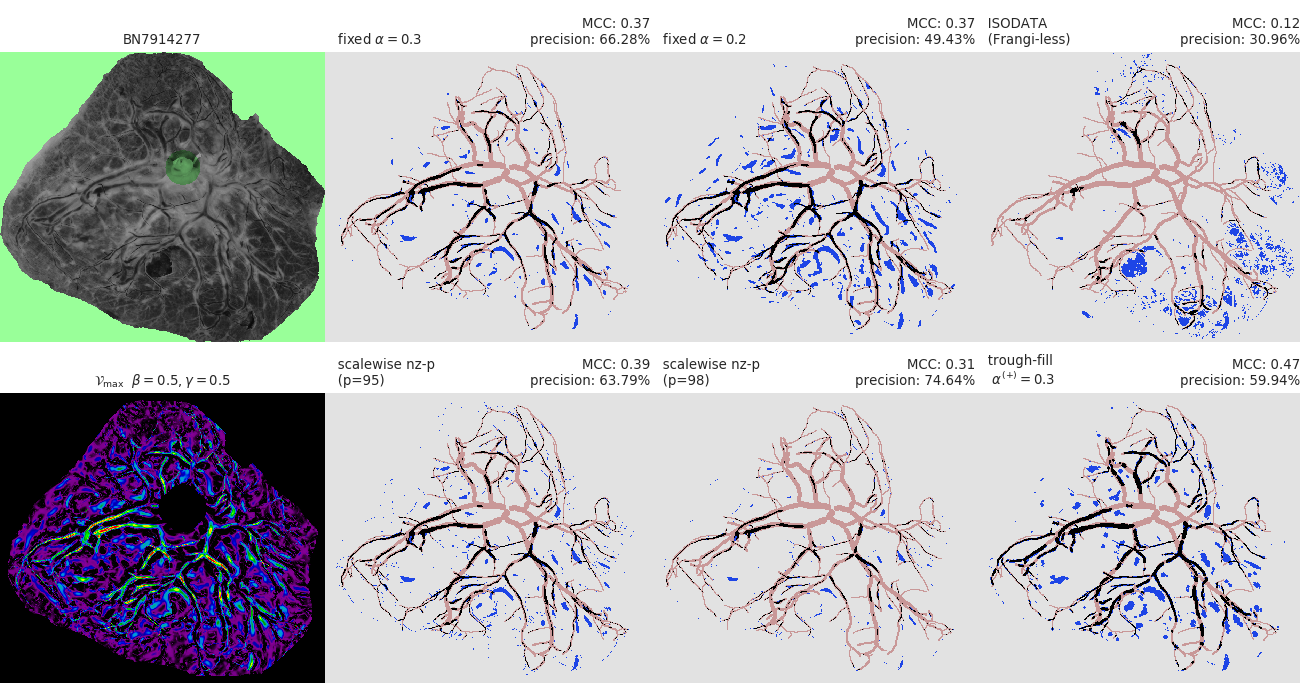 BN7914277
fixed α = 0.3
MCC: 0.37
precision: 66.28%
fixed α = 0.2
MCC: 0.37
precision: 49.43%
ISODATA
(Frangi-less)
MCC: 0.12
precision: 30.96%
𝒱max β = 0.5, γ = 0.5
scalewise nz-p
(p=95)
MCC: 0.39
precision: 63.79%
scalewise nz-p
(p=98)
MCC: 0.31
precision: 74.64%
trough-fill
α(+) = 0.3
MCC: 0.47
precision: 59.94%